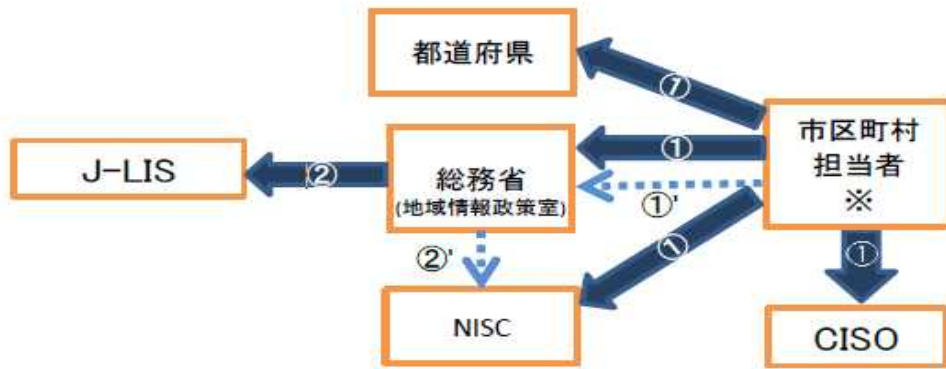 都道府県
①
市区町村
担当者
※
①
J-LIS
②
総務省
(地域情報政策室)
①'
①
①
②'
NISC
CISO